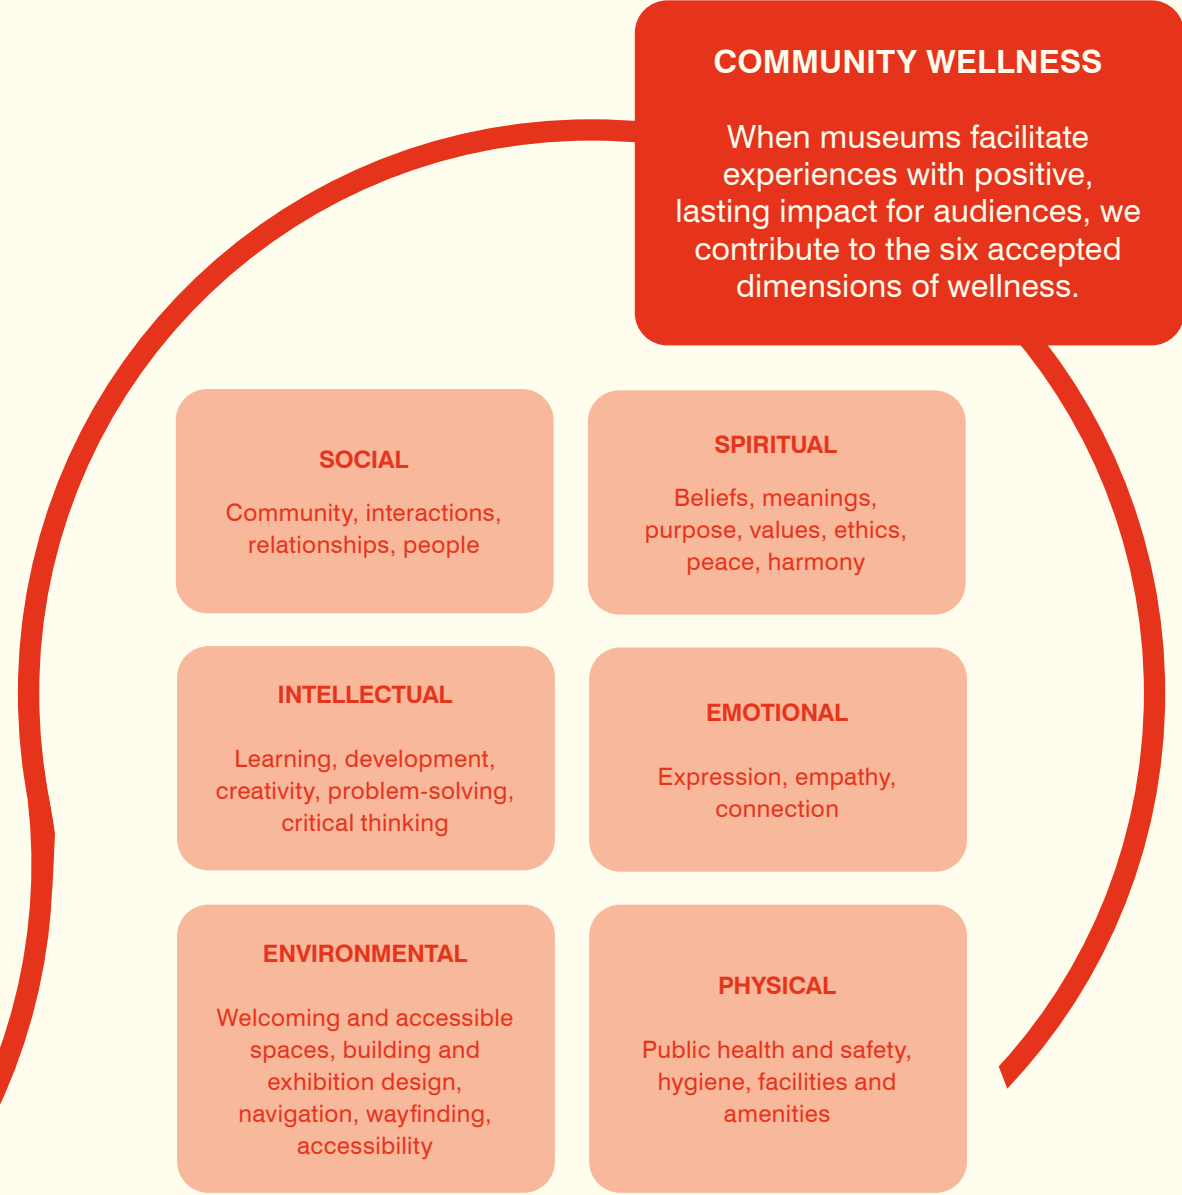 COMMUNITY WELLNESS
When museums facilitate
experiences with positive,
lasting impact for audiences, we
contribute to the six accepted
dimensions of wellness.
SOCIAL
Community, interactions,
relationships, people
SPIRITUAL
Beliefs, meanings,
purpose, values, ethics,
peace, harmony
INTELLECTUAL
Learning, development,
creativity, problem-solving,
critical thinking
EMOTIONAL
Expression, empathy,
connection
ENVIRONMENTAL
Welcoming and accessible
spaces, building and
exhibition design,
navigation, wayfinding,
accessibility
PHYSICAL
Public health and safety,
hygiene, facilities and
amenities